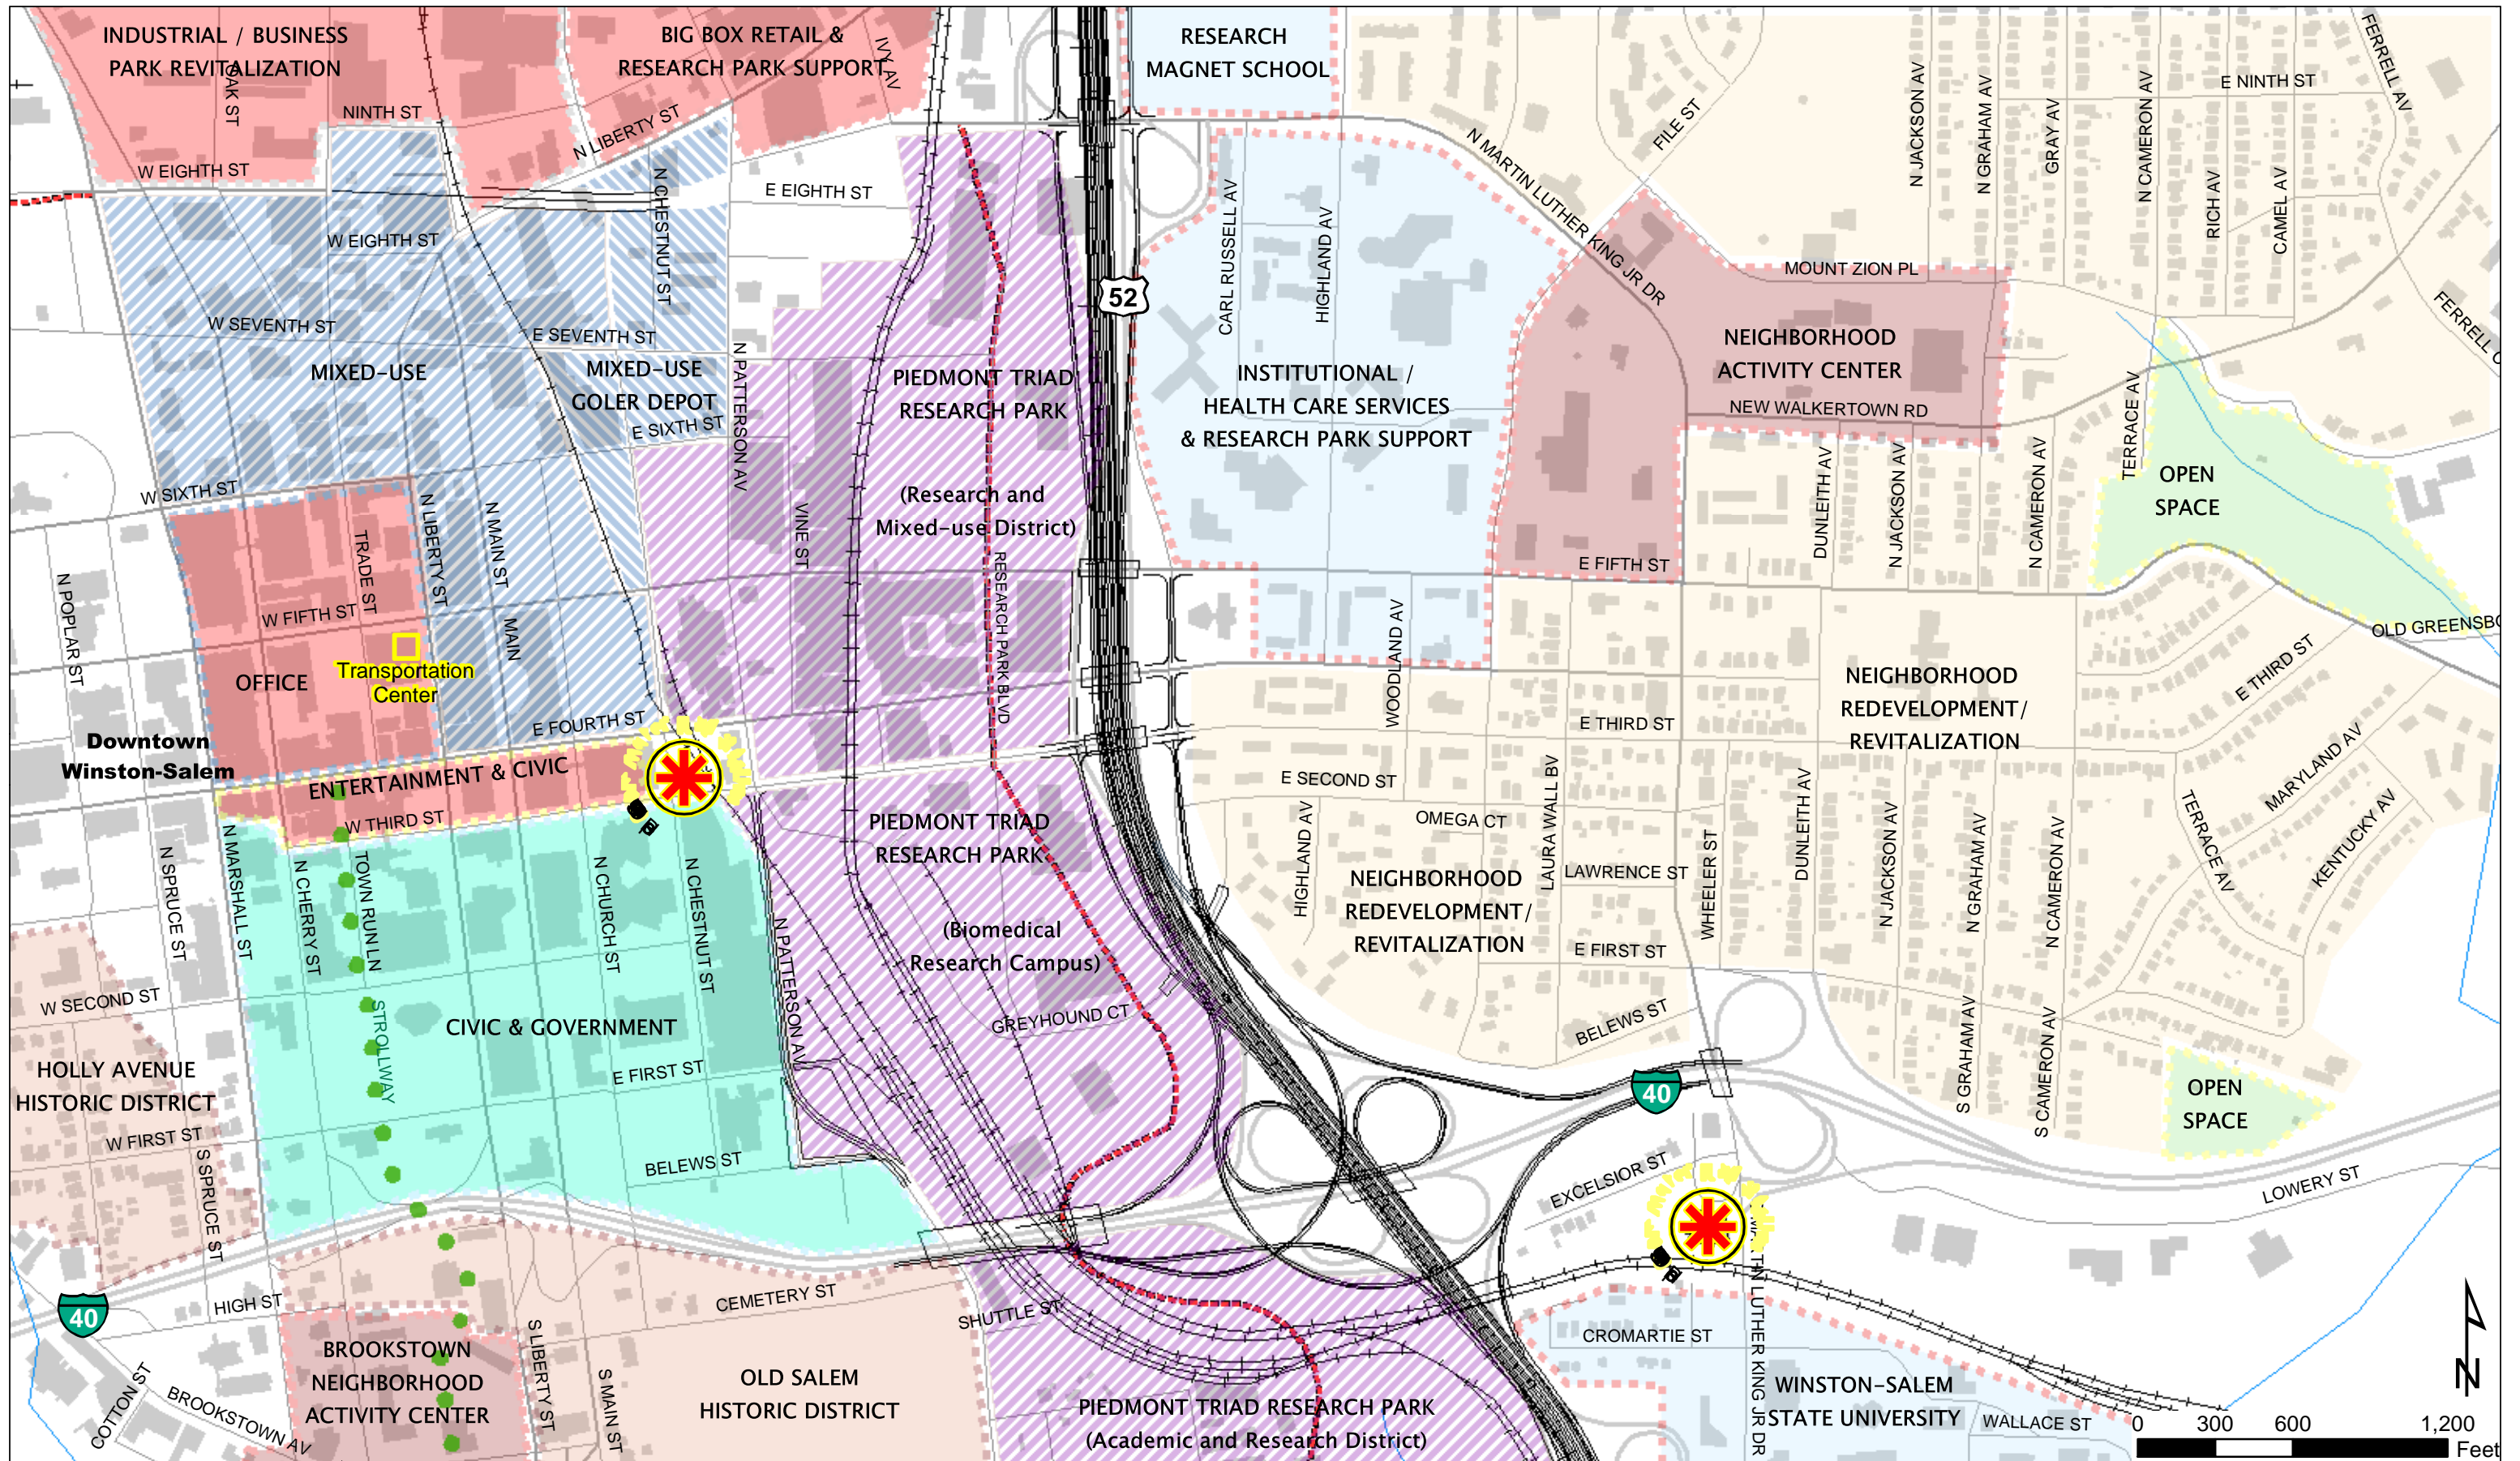 INDUSTRIAL / BUSINESS
PARK REVITALIZATION
OAK ST
NINTH ST
W EIGHTH ST
BIG BOX RETAIL &
RESEARCH PARK SUPPORT
IVY AV
N LIBERTY ST
RESEARCH
MAGNET SCHOOL
FERRELL AV
E NINTH ST
N JACKSON AV
N GRAHAM AV
GRAY AV
N CAMERON AV
RICH AV
CAMEL AV
FILE ST
N MARTIN LUTHER KING JR DR
E EIGHTH ST
N CHESTNUT ST
W EIGHTH ST
CARL RUSSELL AV
HIGHLAND AV
MOUNT ZION PL
52
W SEVENTH ST
E SEVENTH ST
MIXED-USE
MIXED-USE
GOLER DEPOT
E SIXTH ST
N PATTERSON AV
PIEDMONT TRIAD
RESEARCH PARK
(Research and
Mixed-use District)
INSTITUTIONAL /
HEALTH CARE SERVICES
& RESEARCH PARK SUPPORT
NEIGHBORHOOD
ACTIVITY CENTER
NEW WALKERTOWN RD
TERRACE AV
OPEN
SPACE
W SIXTH ST
TRADE ST
N LIBERTY ST
N MAIN ST
VINE ST
DUNLEITH AV
N JACKSON AV
N CAMERON AV
E FIFTH ST
N POPLAR ST
W FIFTH ST
MAIN
RESEARCH PARK BLVD
WOODLAND AV
OFFICE
Transportation
Center
E FOURTH ST
NEIGHBORHOOD
REDEVELOPMENT/
REVITALIZATION
E THIRD ST
E THIRD ST
MARYLAND AV
KENTUCKY AV
TERRACE AV
Downtown
Winston-Salem
ENTERTAINMENT & CIVIC
W THIRD ST
E SECOND ST
OMEGA CT
HIGHLAND AV
LAURA WALL BV
LAWRENCE ST
WHEELER ST
DUNLEITH AV
N JACKSON AV
N GRAHAM AV
N CAMERON AV
PIEDMONT TRIAD
RESEARCH PARK
(Biomedical
Research Campus)
NEIGHBORHOOD
REDEVELOPMENT/
REVITALIZATION
E FIRST ST
BELEWS ST
N SPRUCE ST
N MARSHALL ST
N CHERRY ST
TOWN RUN LN
STROLLWAY
N CHURCH ST
N CHESTNUT ST
N PATTERSON AV
W SECOND ST
CIVIC & GOVERNMENT
GREYHOUND CT
E FIRST ST
HOLLY AVENUE
HISTORIC DISTRICT
W FIRST ST
S SPRUCE ST
BELEWS ST
40
S GRAHAM AV
S CAMERON AV
OPEN
SPACE
EXCELSIOR ST
LOWERY ST
40
HIGH ST
CEMETERY ST
SHUTTLE ST
BROOKSTOWN
NEIGHBORHOOD
ACTIVITY CENTER
COTTON ST
BROOKSTOWN AV
S LIBERTY ST
S MAIN ST
OLD SALEM
HISTORIC DISTRICT
PIEDMONT TRIAD RESEARCH PARK
(Academic and Research District)
CROMARTIE ST
WINSTON-SALEM
STATE UNIVERSITY
WALLACE ST
N
0 300 600 1,200
Feet